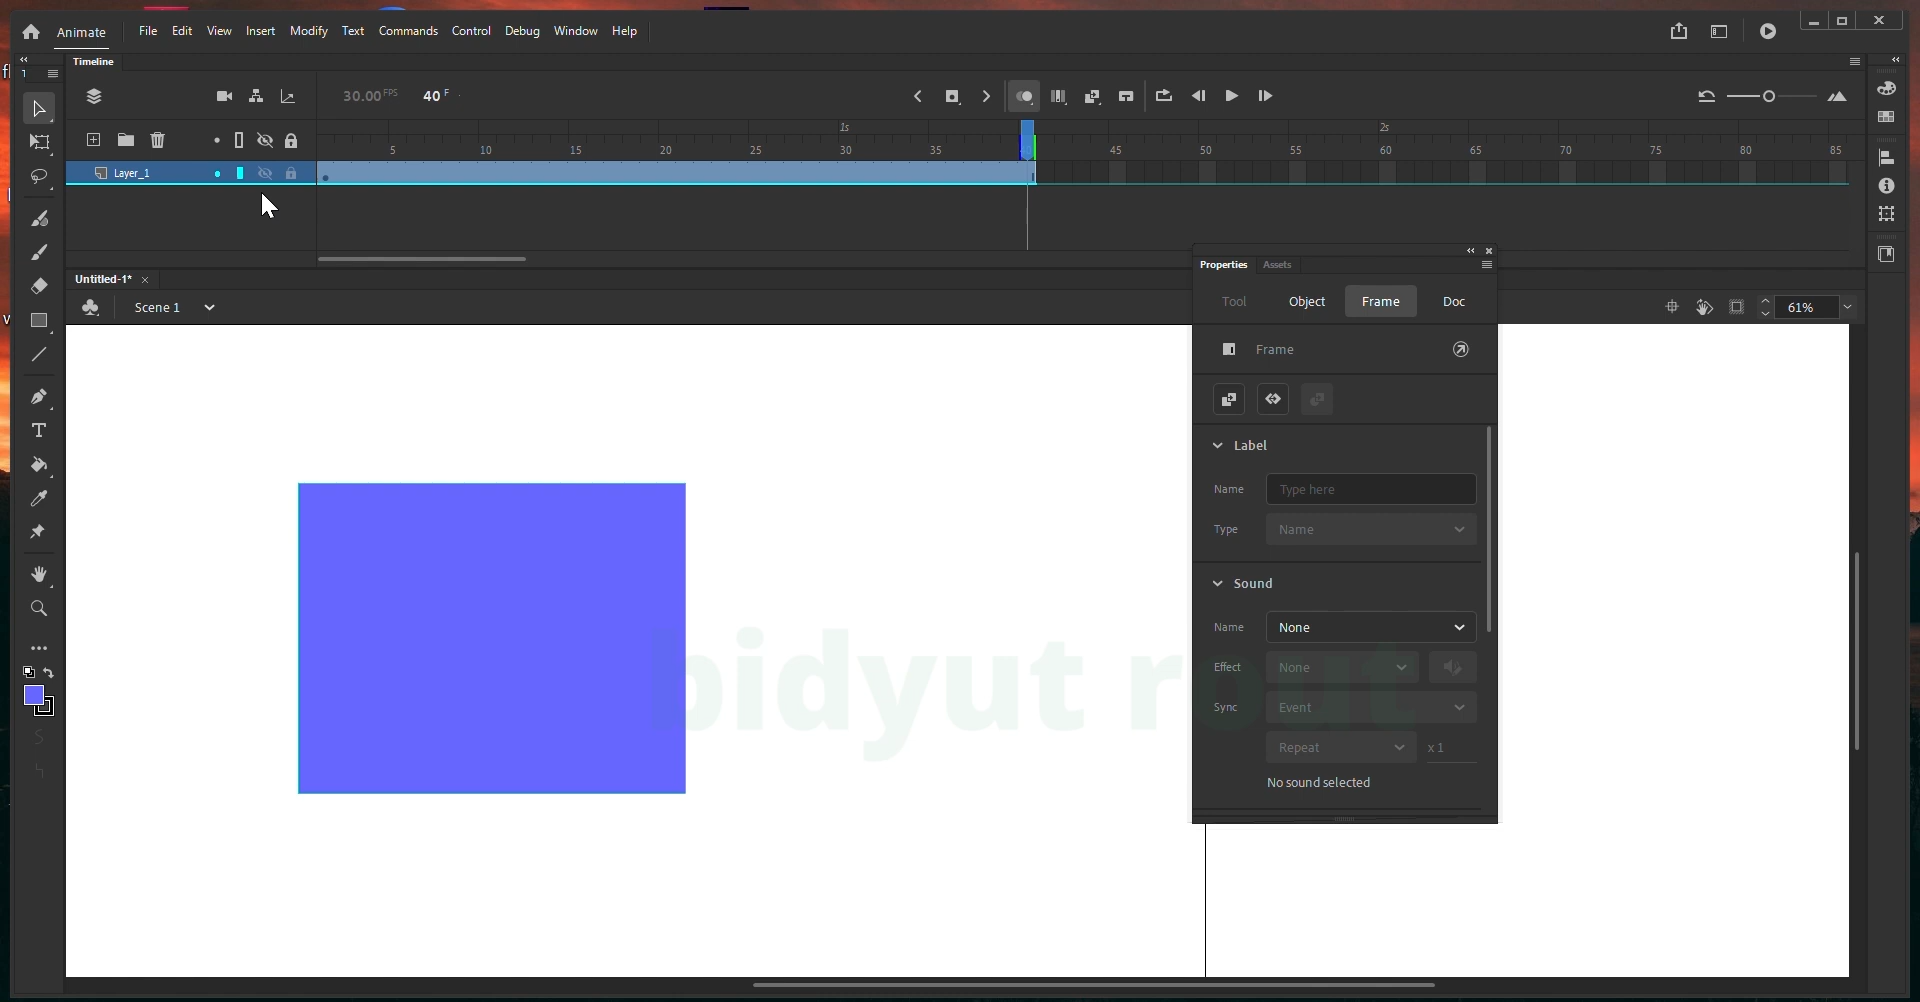 Animate File Edit View Insert Modify Text Commands Control Debug Window Help
Timeline
30.00 FPS 40 F
1s 2s
5 10 15 20 25 30 35 45 50 55 60 65 70 75 80 85
Layer_1
Untitled-1*
Scene 1
61%
Properties Assets
Tool Object Frame Doc
Frame
Label
Name Type here
Type Name
Sound
Name None
Effect None
Sync Event
Repeat x 1
No sound selected
bidyut rout